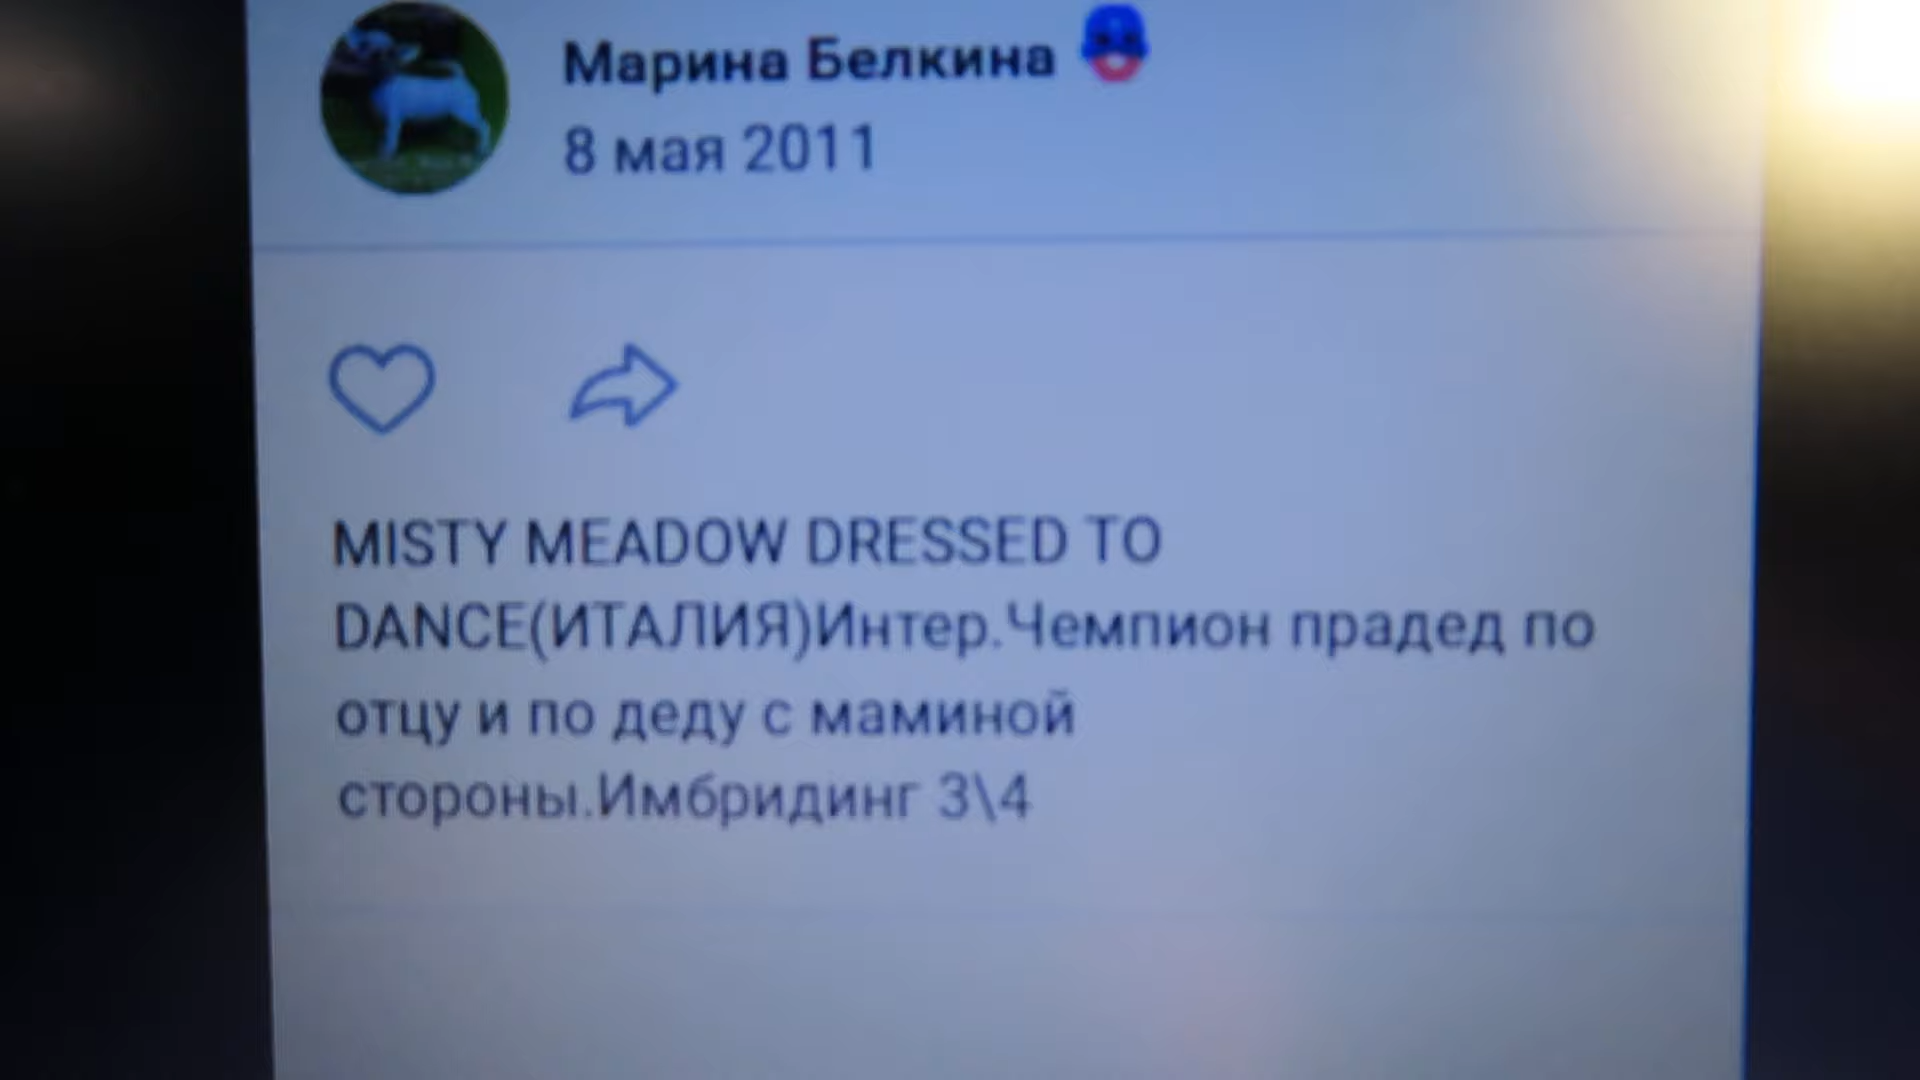 Марина Белкина
8 мая 2011
MISTY MEADOW DRESSED TO
DANCE(ИТАЛИЯ)Интер.Чемпион прадед по
отцу и по деду с маминой
стороны.Имбридинг 3\4